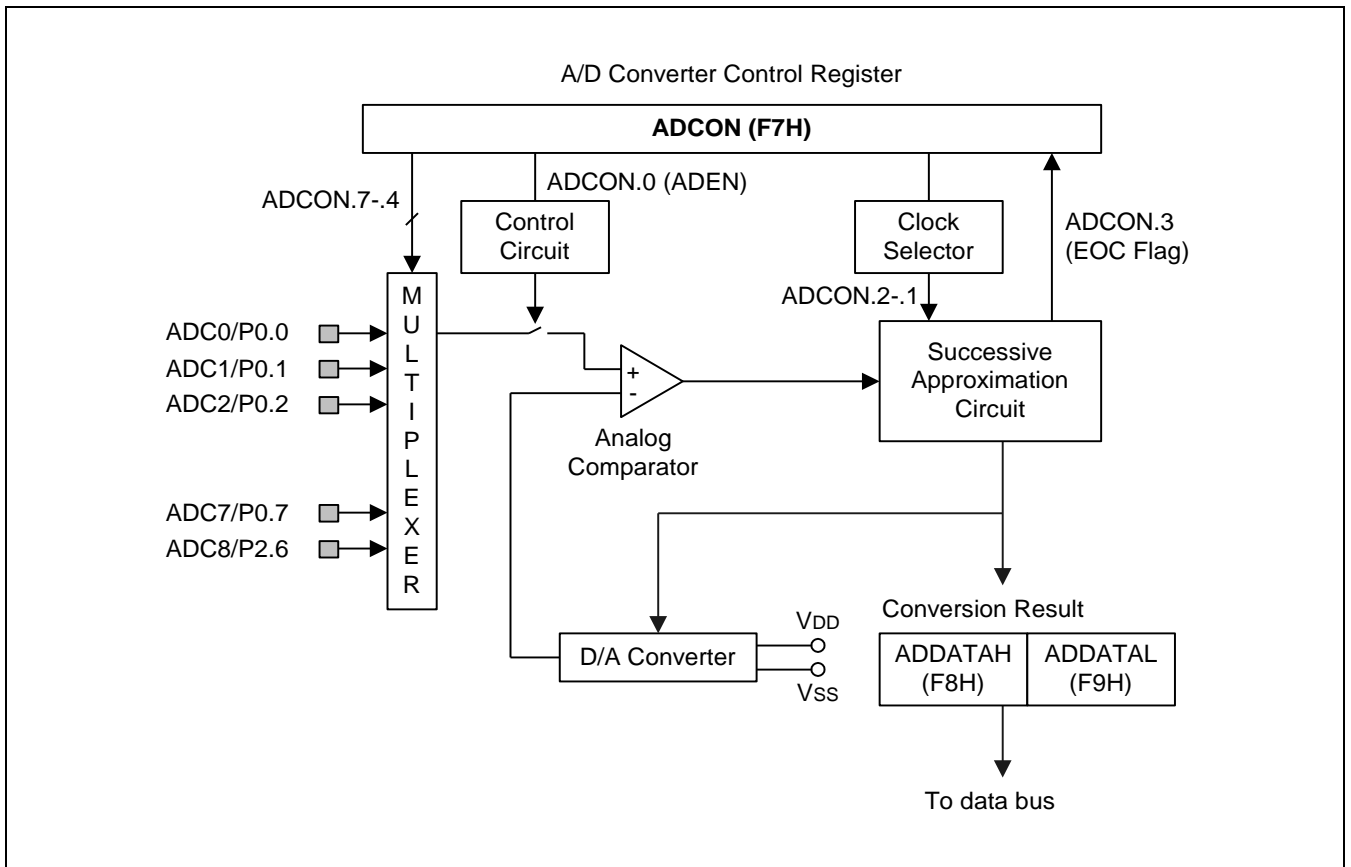 A/D Converter Control Register
ADCON (F7H)
ADCON.7-.4
ADCON.0 (ADEN)
Control
Circuit
Clock
Selector
ADCON.2-.1
ADCON.3
(EOC Flag)
MULTIPLEXER
ADC0/P0.0
ADC1/P0.1
ADC2/P0.2
ADC7/P0.7
ADC8/P2.6
+
-
Analog
Comparator
Successive
Approximation
Circuit
D/A Converter
VDD
VSS
Conversion Result
ADDATAH
(F8H)
ADDATAL
(F9H)
To data bus